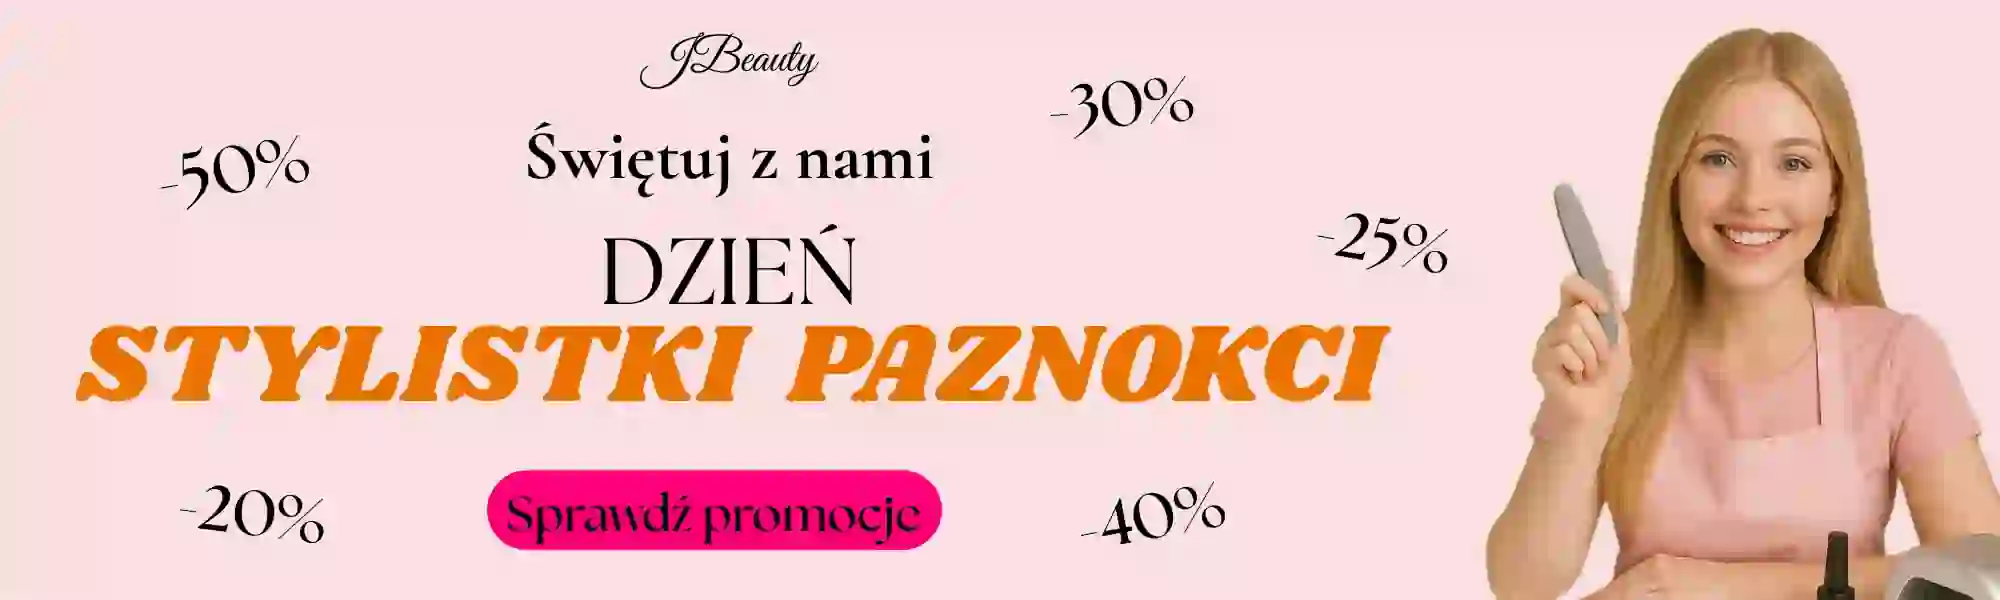 JBeauty
-30%
-50%
Świętuj z nami
-25%
DZIEŃ
STYLISTKI PAZNOKCI
-20%
Sprawdź promocje
-40%